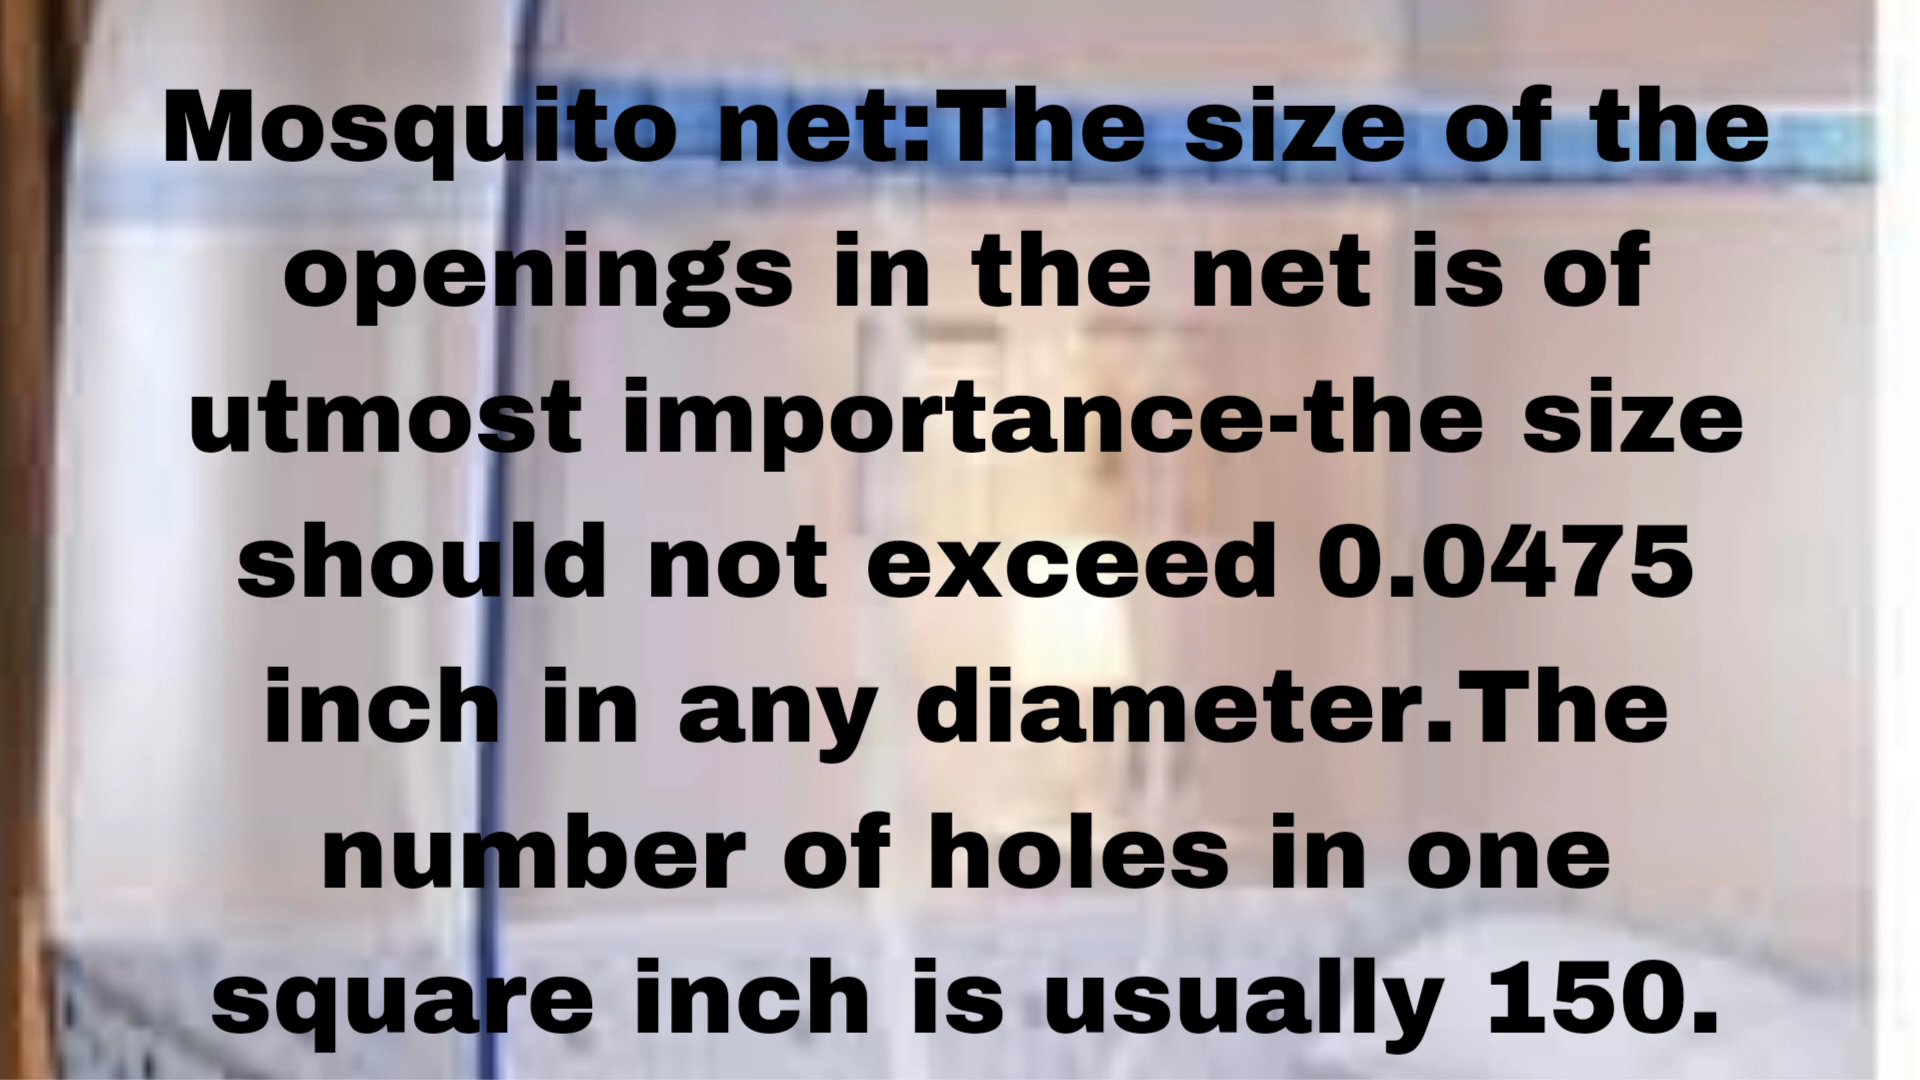 Mosquito net:The size of the
openings in the net is of
utmost importance-the size
should not exceed 0.0475
inch in any diameter.The
number of holes in one
square inch is usually 150.